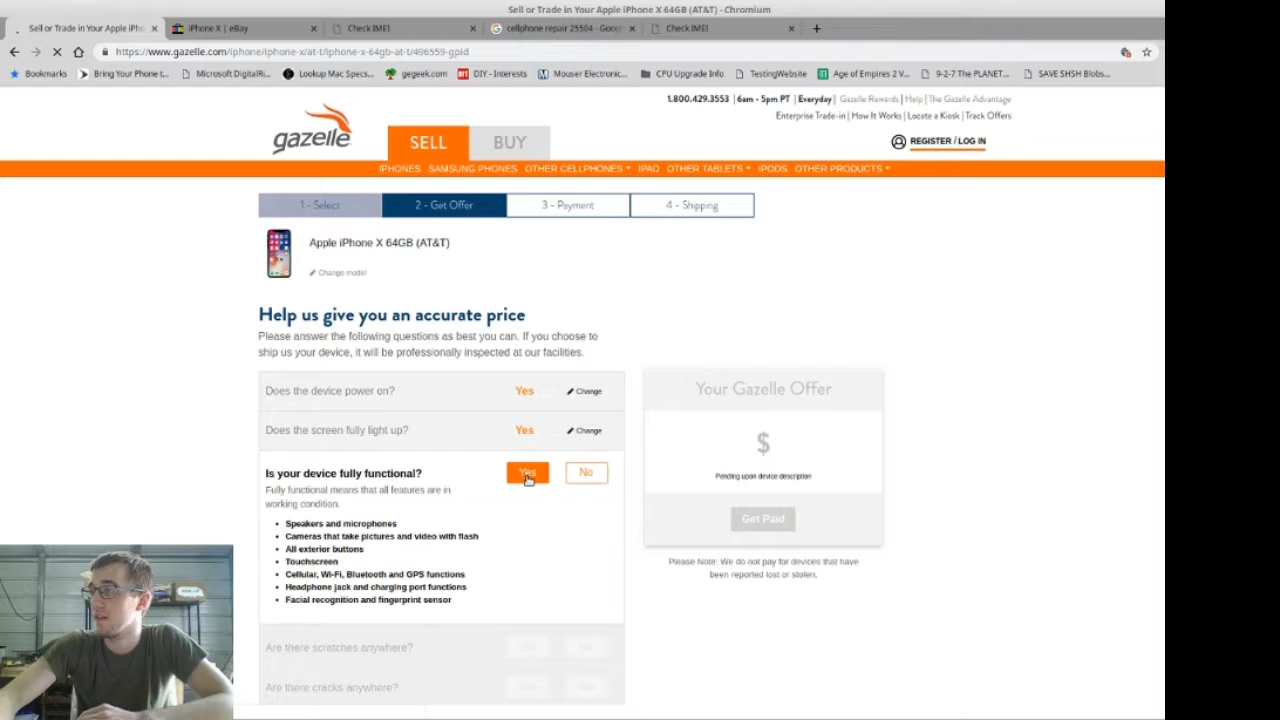 Sell or Trade in Your Apple iPhone X 64GB (AT&T) - Chromium
Sell or Trade in Your Apple iPho
iPhone X | eBay
Check IMEI
cellphone repair 25504 - Goog
Check IMEI
https://www.gazelle.com/iphone/iphone-x/at-t/iphone-x-64gb-at-t/496559-gpid
Bookmarks
Bring Your Phone t...
Microsoft DigitalRi...
Lookup Mac Specs...
gegeek.com
DIY - Interests
Mouser Electronic...
CPU Upgrade Info
TestingWebsite
Age of Empires 2 V...
9-2-7 The PLANET...
SAVE SHSH Blobs...
1.800.429.3553 | 6am - 5pm PT | Everyday | Gazelle Rewards | Help | The Gazelle Advantage
Enterprise Trade-in | How It Works | Locate a Kiosk | Track Offers
gazelle
SELL
BUY
REGISTER / LOG IN
IPHONES SAMSUNG PHONES OTHER CELLPHONES IPAD OTHER TABLETS IPODS OTHER PRODUCTS
1 - Select
2 - Get Offer
3 - Payment
4 - Shipping
Apple iPhone X 64GB (AT&T)
Change model
Help us give you an accurate price
Please answer the following questions as best you can. If you choose to
ship us your device, it will be professionally inspected at our facilities.
Does the device power on? Yes Change
Does the screen fully light up? Yes Change
Is your device fully functional? Yes No
Fully functional means that all features are in
working condition.
• Speakers and microphones
• Cameras that take pictures and video with flash
• All exterior buttons
• Touchscreen
• Cellular, Wi-Fi, Bluetooth and GPS functions
• Headphone jack and charging port functions
• Facial recognition and fingerprint sensor
Are there scratches anywhere?
Are there cracks anywhere?
Your Gazelle Offer
$
Pending upon device description
Get Paid
Please Note: We do not pay for devices that have
been reported lost or stolen.